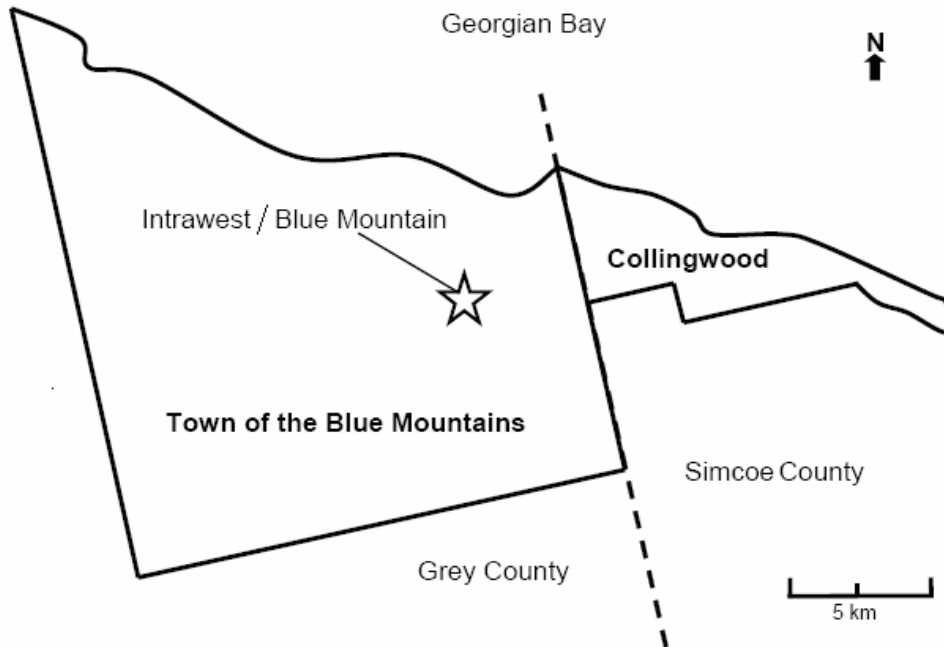 Georgian Bay
N
Intrawest / Blue Mountain
Collingwood
Town of the Blue Mountains
Simcoe County
Grey County
5 km